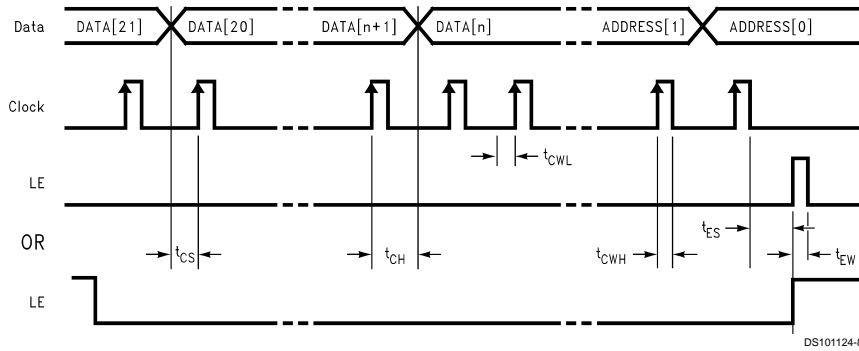 Data DATA[21] DATA[20] DATA[n+1] DATA[n] ADDRESS[1] ADDRESS[0]
Clock
tCWL
LE
OR
tCS tCH tCWH tES tEW
LE
DS101124-8